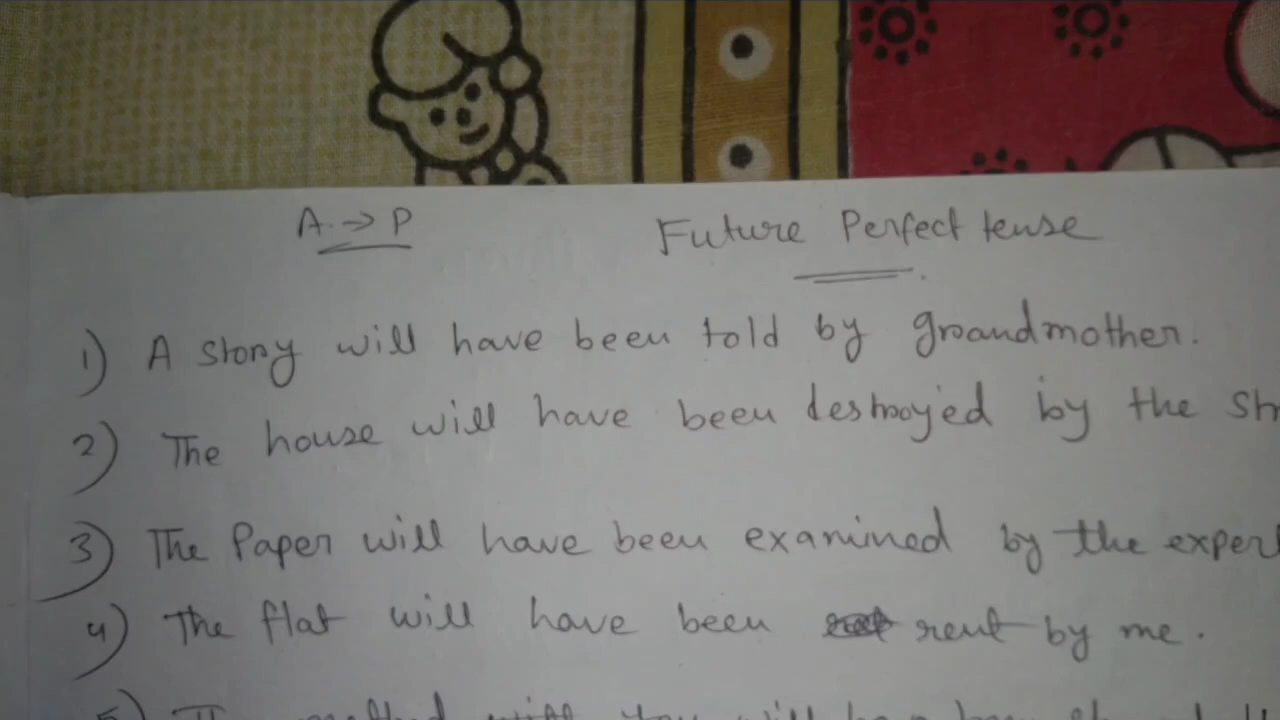 A. → P
Future Perfect tense
1) A story will have been told by grandmother.
2) The house will have been destroyed by the
3) The Paper will have been examined by the
4) The flat will have been rent by me.
5)